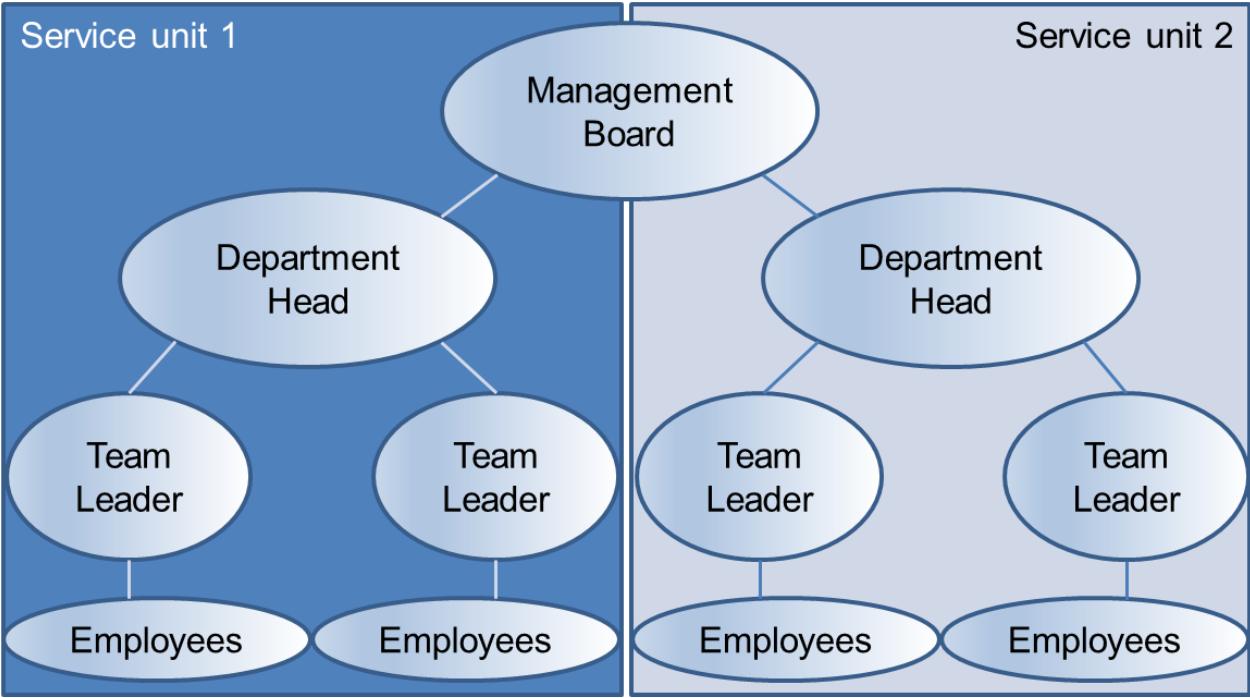 Service unit 1
Service unit 2
Management
Board
Department
Head
Department
Head
Team
Leader
Team
Leader
Team
Leader
Team
Leader
Employees
Employees
Employees
Employees